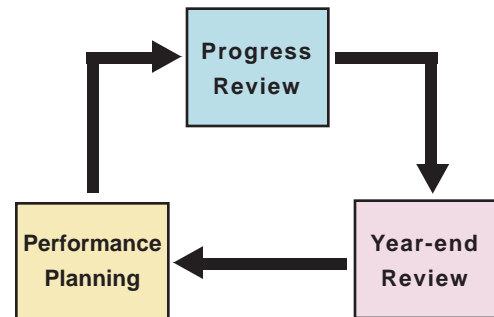 Progress
Review
Performance
Planning
Year-end
Review